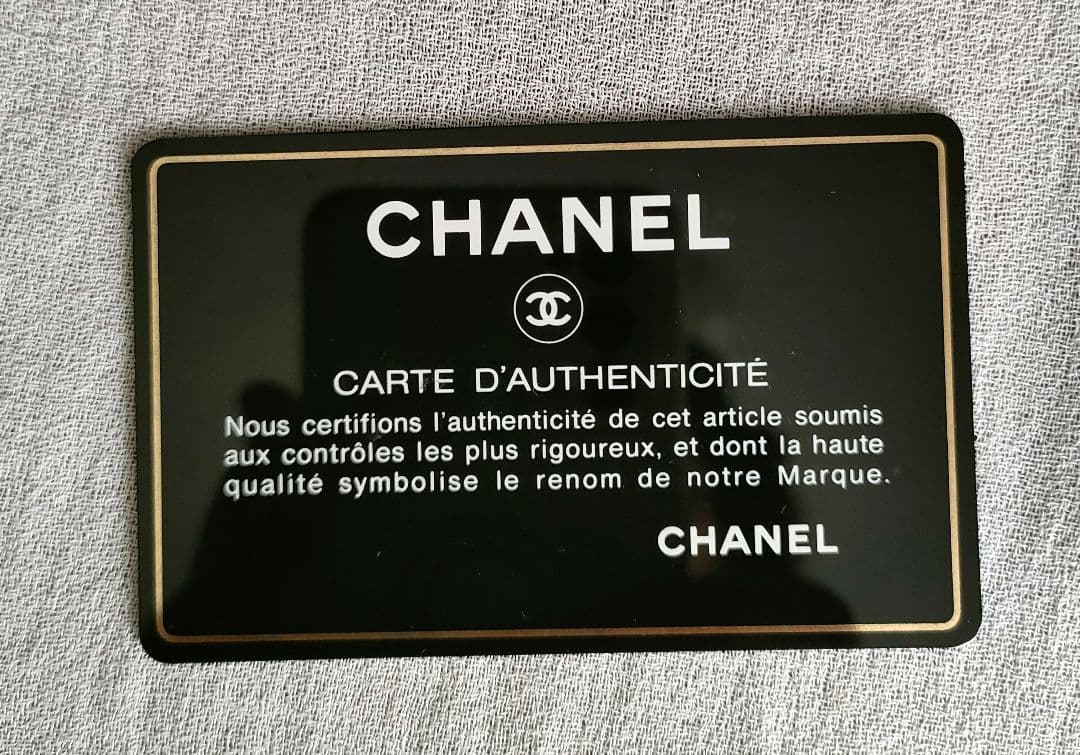 CHANEL
CARTE D'AUTHENTICITÉ
Nous certifions l'authenticité de cet article soumis
aux contrôles les plus rigoureux, et dont la haute
qualité symbolise le renom de notre Marque.
CHANEL